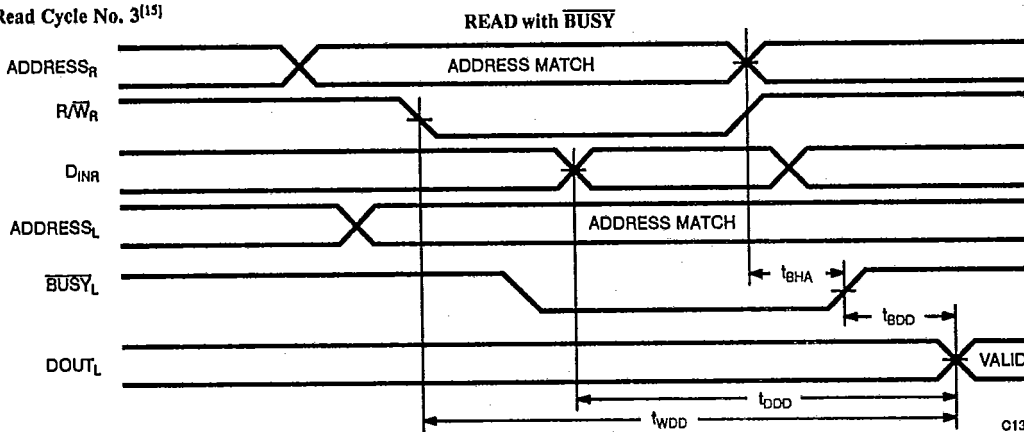 Read Cycle No. 3[15]
READ with BUSY
ADDRESSR
ADDRESS MATCH
R/WR
DINR
ADDRESSL
ADDRESS MATCH
BUSYL
tBHA
tBDD
DOUTL
VALID
tDDD
tWDD
C13